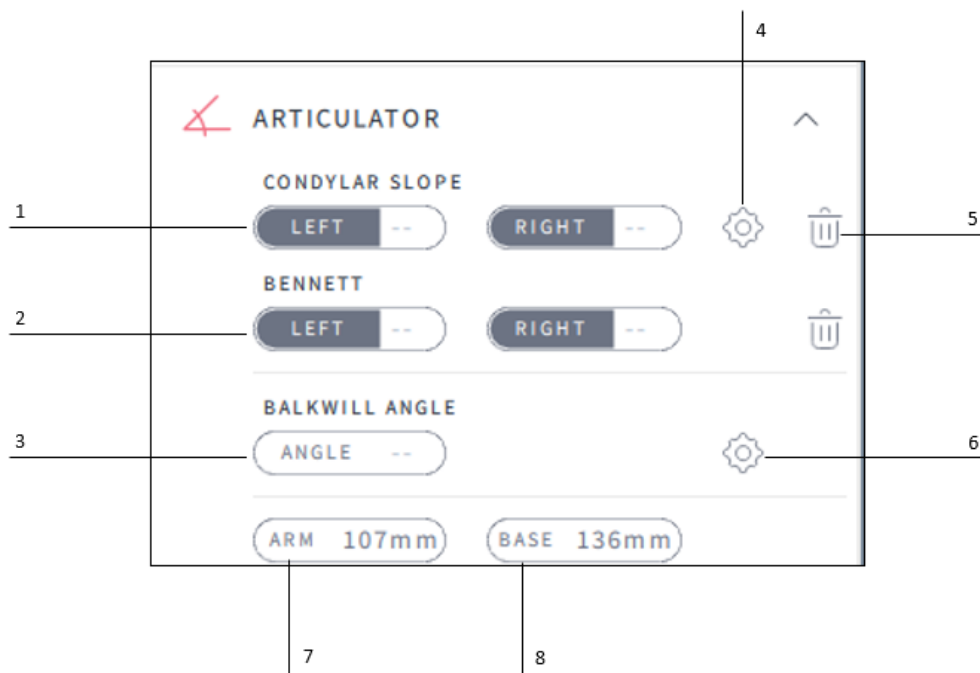 4
ARTICULATOR
CONDYLAR SLOPE
1
LEFT --
RIGHT --
5
BENNETT
2
LEFT --
RIGHT --
BALKWILL ANGLE
3
ANGLE --
6
ARM 107mm
BASE 136mm
7
8